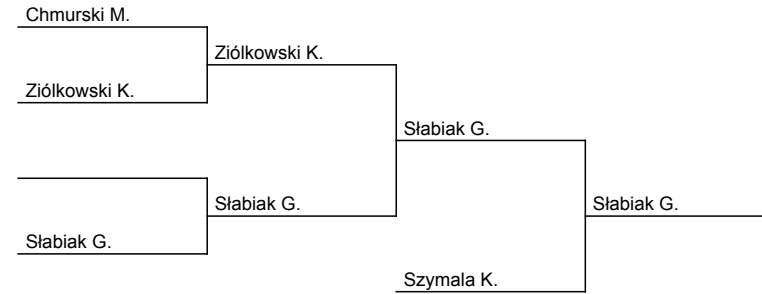 Chmurski M.
Ziólkowski K.
Ziólkowski K.
Słabiak G.
Słabiak G.
Słabiak G.
Słabiak G.
Szymala K.